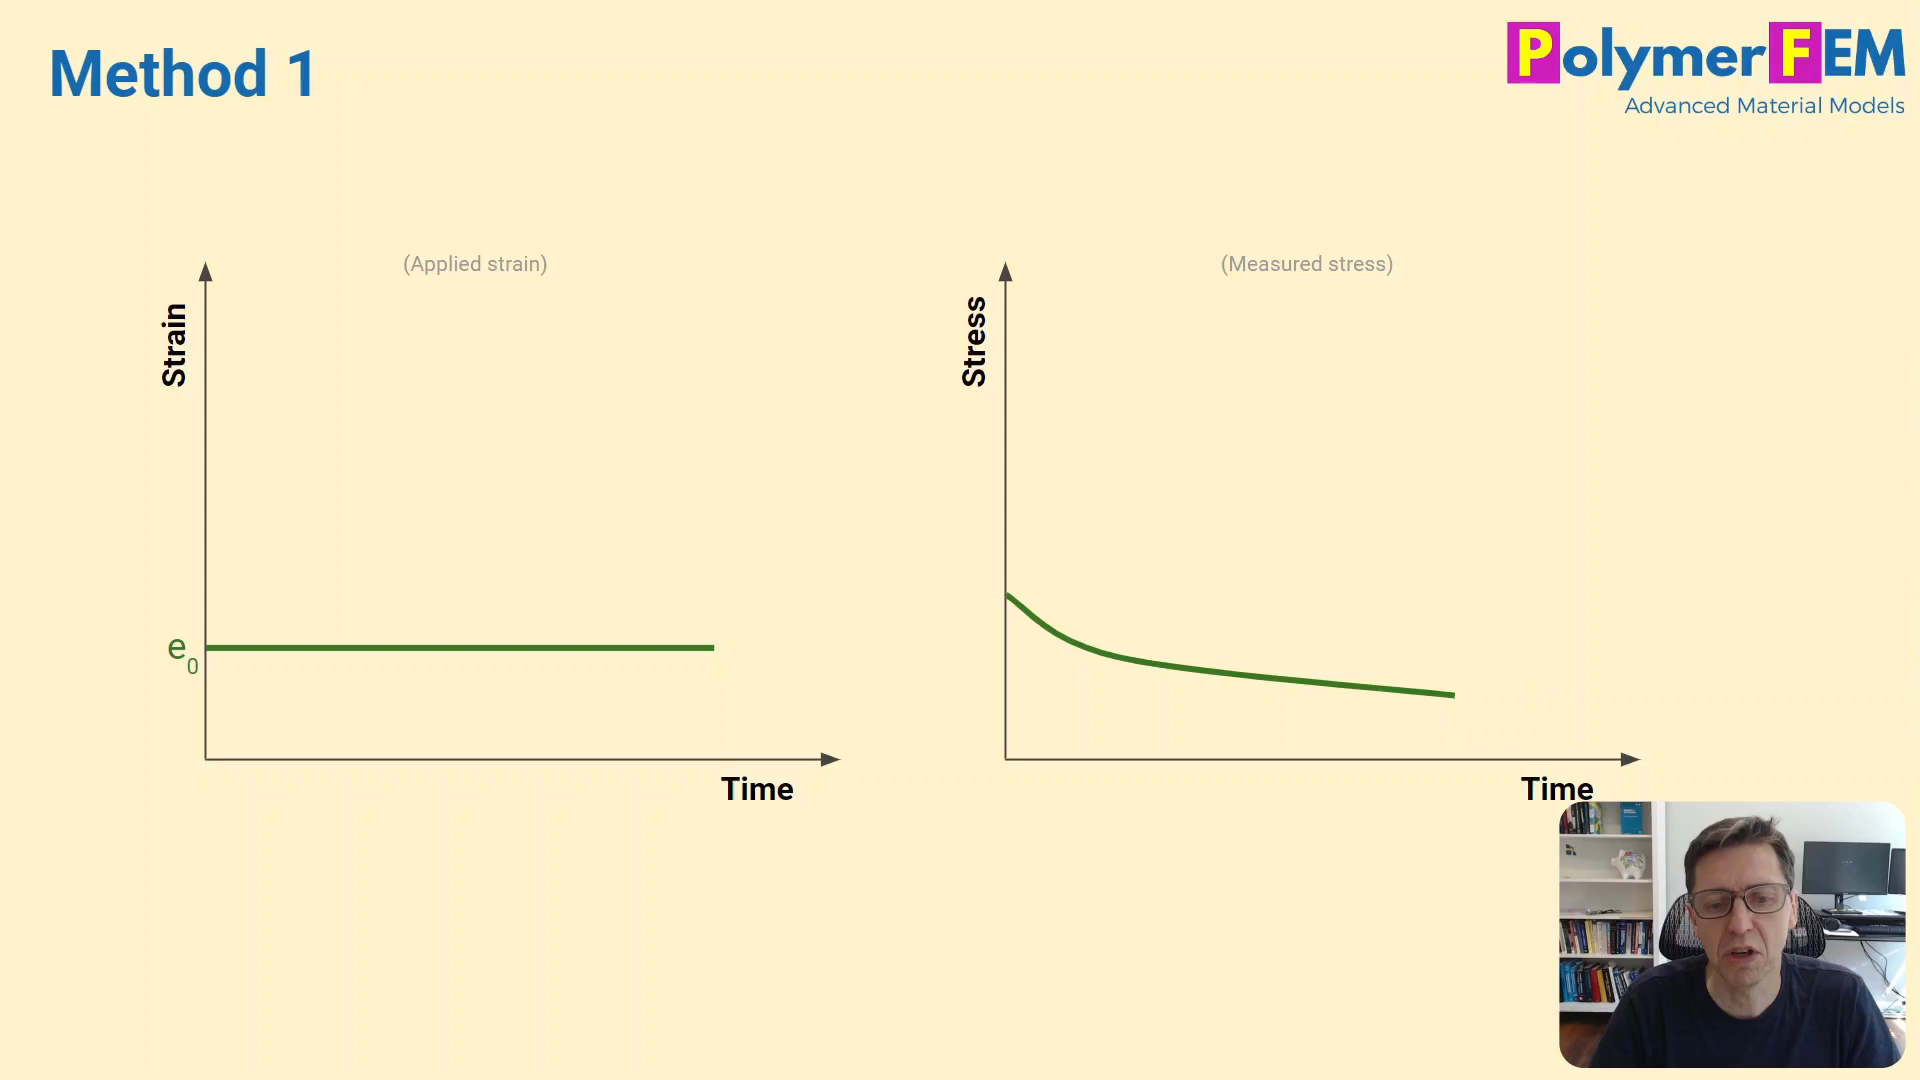 Method 1
PolymerFEM
Advanced Material Models
(Applied strain)
Strain
e0
Time
(Measured stress)
Stress
Time